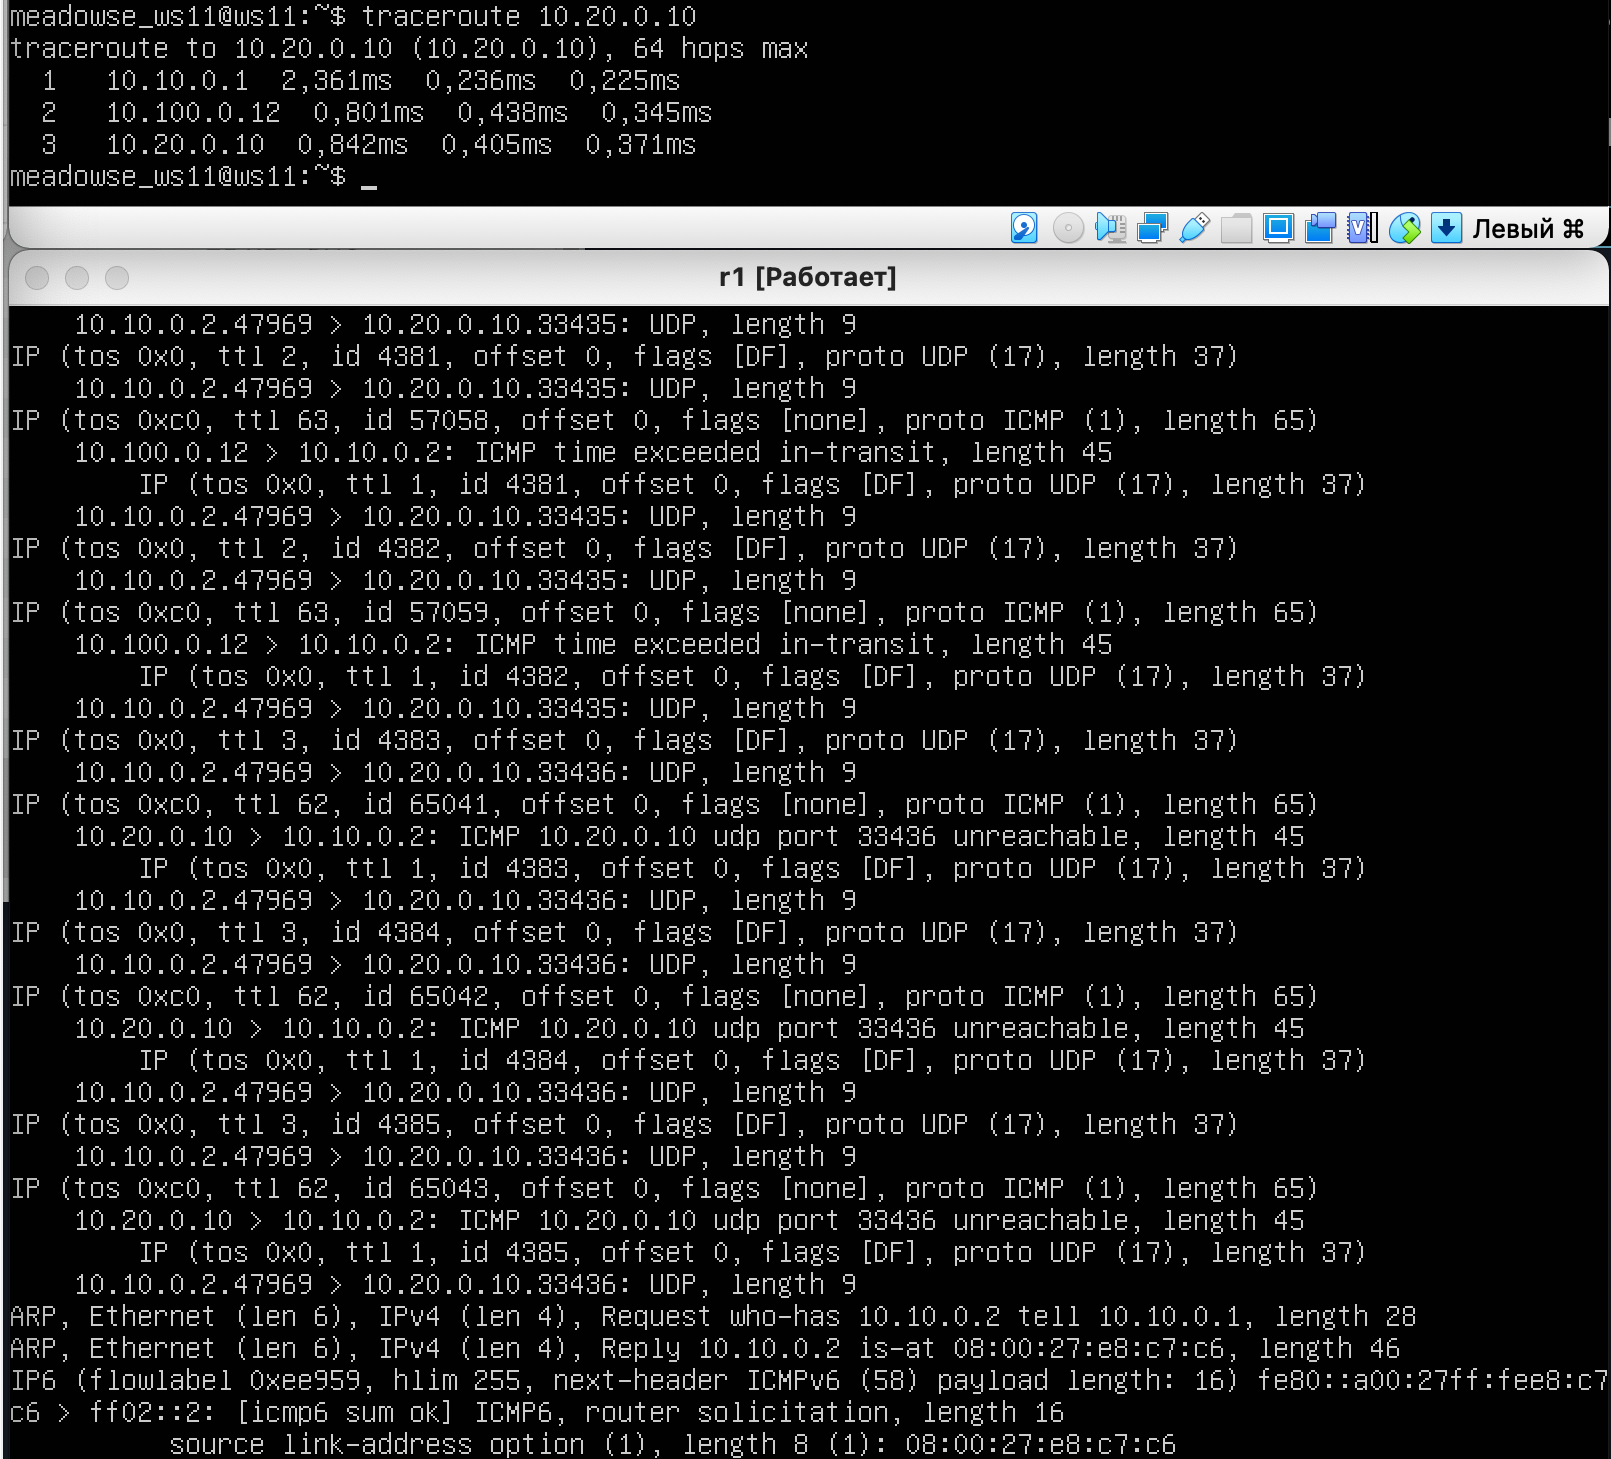 meadowse_ws11@ws11:~$ traceroute 10.20.0.10
traceroute to 10.20.0.10 (10.20.0.10), 64 hops max
  1   10.10.0.1  2,361ms  0,236ms  0,225ms
  2   10.100.0.12  0,801ms  0,438ms  0,345ms
  3   10.20.0.10  0,842ms  0,405ms  0,371ms
meadowse_ws11@ws11:~$ _
Левый ⌘
r1 [Работает]
    10.10.0.2.47969 > 10.20.0.10.33435: UDP, length 9
IP (tos 0x0, ttl 2, id 4381, offset 0, flags [DF], proto UDP (17), length 37)
    10.10.0.2.47969 > 10.20.0.10.33435: UDP, length 9
IP (tos 0xc0, ttl 63, id 57058, offset 0, flags [none], proto ICMP (1), length 65)
    10.100.0.12 > 10.10.0.2: ICMP time exceeded in-transit, length 45
        IP (tos 0x0, ttl 1, id 4381, offset 0, flags [DF], proto UDP (17), length 37)
    10.10.0.2.47969 > 10.20.0.10.33435: UDP, length 9
IP (tos 0x0, ttl 2, id 4382, offset 0, flags [DF], proto UDP (17), length 37)
    10.10.0.2.47969 > 10.20.0.10.33435: UDP, length 9
IP (tos 0xc0, ttl 63, id 57059, offset 0, flags [none], proto ICMP (1), length 65)
    10.100.0.12 > 10.10.0.2: ICMP time exceeded in-transit, length 45
        IP (tos 0x0, ttl 1, id 4382, offset 0, flags [DF], proto UDP (17), length 37)
    10.10.0.2.47969 > 10.20.0.10.33435: UDP, length 9
IP (tos 0x0, ttl 3, id 4383, offset 0, flags [DF], proto UDP (17), length 37)
    10.10.0.2.47969 > 10.20.0.10.33436: UDP, length 9
IP (tos 0xc0, ttl 62, id 65041, offset 0, flags [none], proto ICMP (1), length 65)
    10.20.0.10 > 10.10.0.2: ICMP 10.20.0.10 udp port 33436 unreachable, length 45
        IP (tos 0x0, ttl 1, id 4383, offset 0, flags [DF], proto UDP (17), length 37)
    10.10.0.2.47969 > 10.20.0.10.33436: UDP, length 9
IP (tos 0x0, ttl 3, id 4384, offset 0, flags [DF], proto UDP (17), length 37)
    10.10.0.2.47969 > 10.20.0.10.33436: UDP, length 9
IP (tos 0xc0, ttl 62, id 65042, offset 0, flags [none], proto ICMP (1), length 65)
    10.20.0.10 > 10.10.0.2: ICMP 10.20.0.10 udp port 33436 unreachable, length 45
        IP (tos 0x0, ttl 1, id 4384, offset 0, flags [DF], proto UDP (17), length 37)
    10.10.0.2.47969 > 10.20.0.10.33436: UDP, length 9
IP (tos 0x0, ttl 3, id 4385, offset 0, flags [DF], proto UDP (17), length 37)
    10.10.0.2.47969 > 10.20.0.10.33436: UDP, length 9
IP (tos 0xc0, ttl 62, id 65043, offset 0, flags [none], proto ICMP (1), length 65)
    10.20.0.10 > 10.10.0.2: ICMP 10.20.0.10 udp port 33436 unreachable, length 45
        IP (tos 0x0, ttl 1, id 4385, offset 0, flags [DF], proto UDP (17), length 37)
    10.10.0.2.47969 > 10.20.0.10.33436: UDP, length 9
ARP, Ethernet (len 6), IPv4 (len 4), Request who-has 10.10.0.2 tell 10.10.0.1, length 28
ARP, Ethernet (len 6), IPv4 (len 4), Reply 10.10.0.2 is-at 08:00:27:e8:c7:c6, length 46
IP6 (flowlabel 0xee959, hlim 255, next-header ICMPv6 (58) payload length: 16) fe80::a00:27ff:fee8:c7
c6 > ff02::2: [icmp6 sum ok] ICMP6, router solicitation, length 16
          source link-address option (1), length 8 (1): 08:00:27:e8:c7:c6